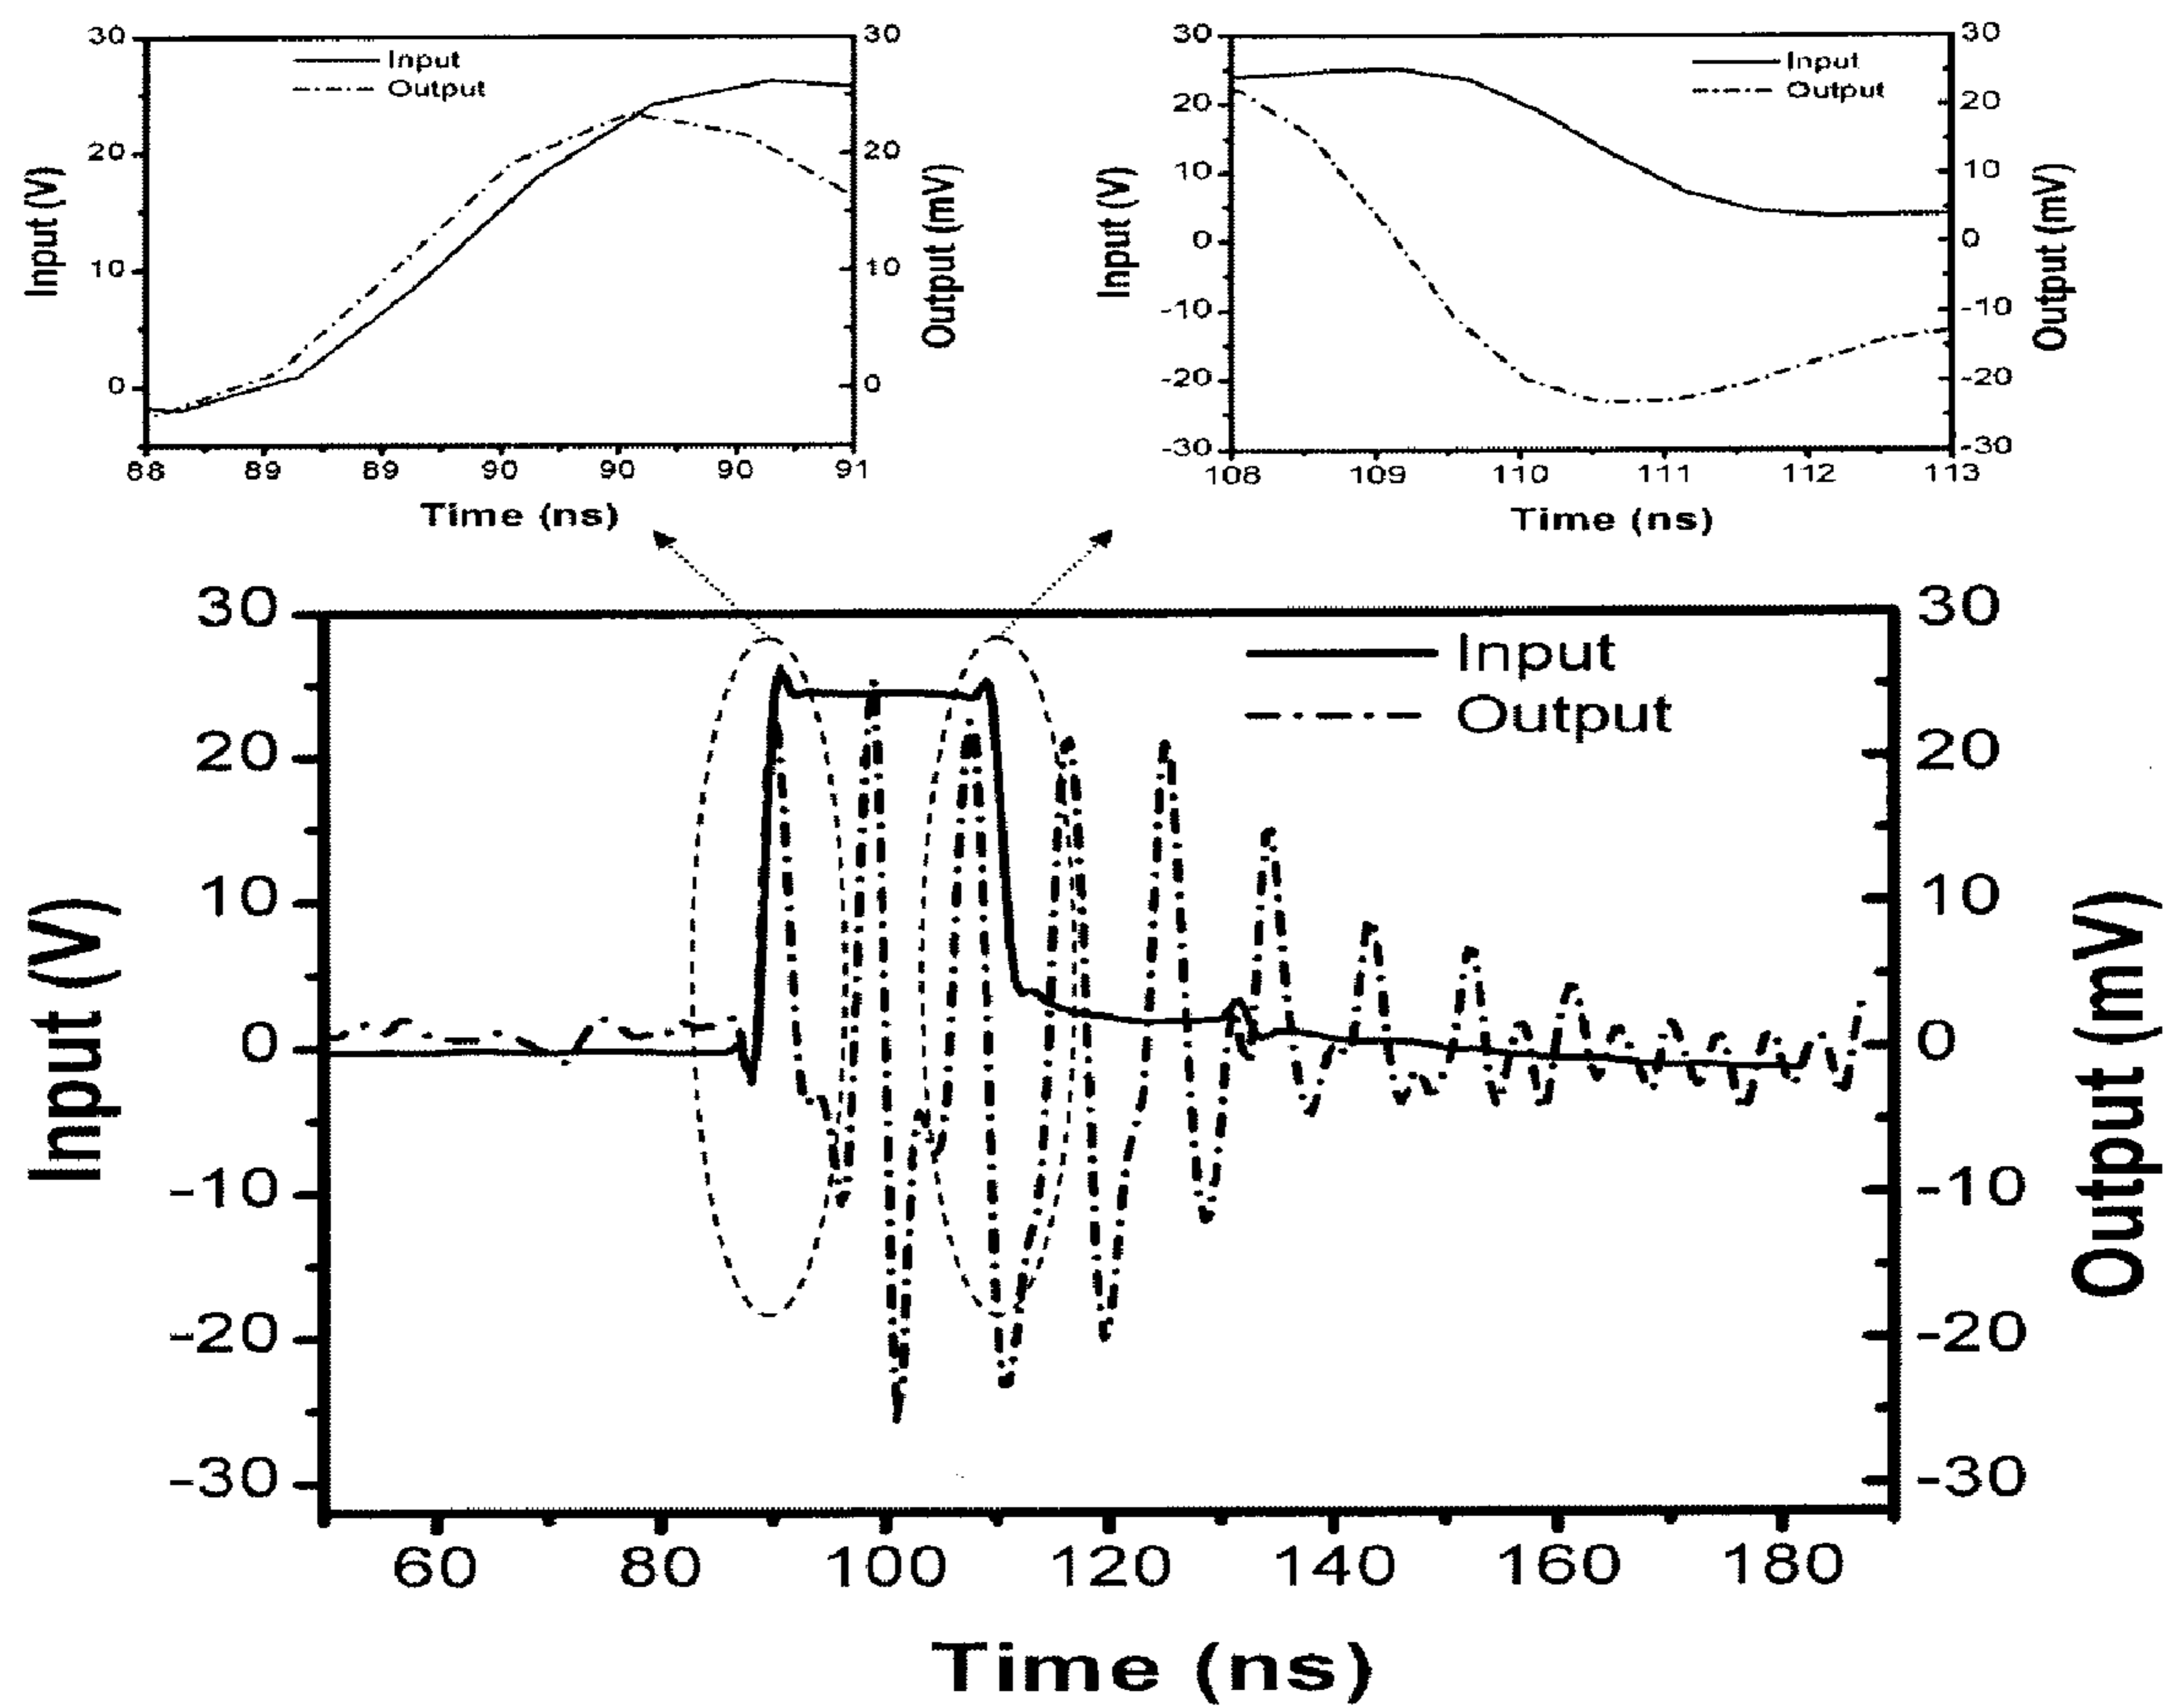 30
20
10
0
Input (V)
Input
Output
30
20
10
0
Output (mV)
88 89 89 90 90 90 91
Time (ns)
30
20
10
0
-10
-20
-30
Input (V)
Input
Output
30
20
10
0
-10
-20
-30
Output (mV)
108 109 110 111 112 113
Time (ns)
30
20
10
0
-10
-20
-30
Input (V)
Input
Output
30
20
10
0
-10
-20
-30
Output (mV)
60 80 100 120 140 160 180
Time (ns)